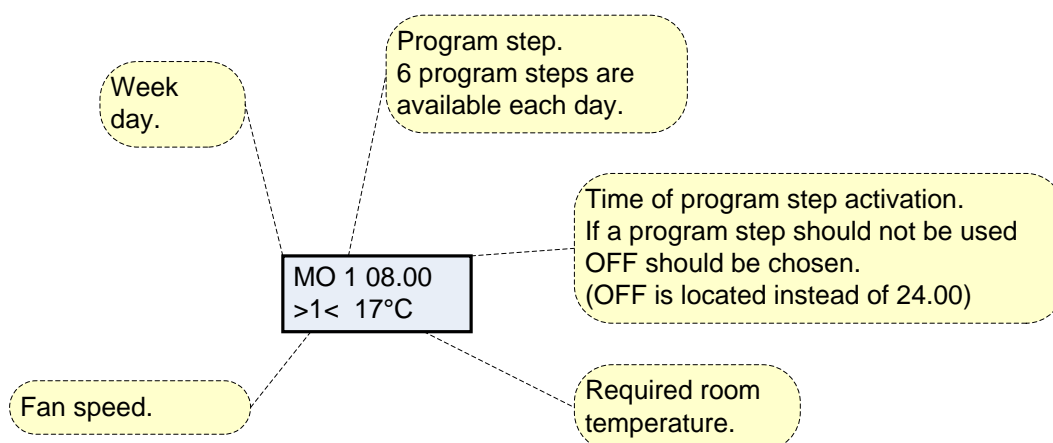 Program step.
6 program steps are
available each day.
Week
day.
Time of program step activation.
If a program step should not be used
OFF should be chosen.
(OFF is located instead of 24.00)
MO 1 08.00
>1<  17°C
Fan speed.
Required room
temperature.